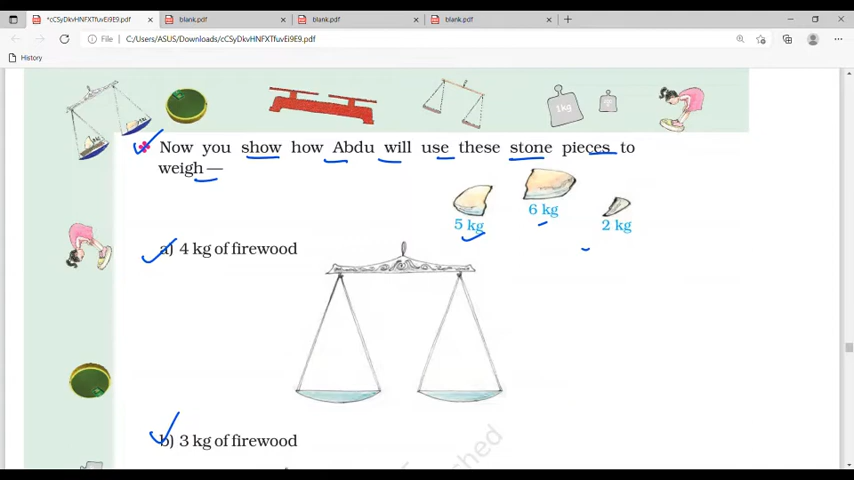 *cCSyDkvHNFXTfuvEi9E9.pdf
blank.pdf
blank.pdf
blank.pdf
File
C:/Users/ASUS/Downloads/cCSyDkvHNFXTfuvEi9E9.pdf
History
1kg
Now you show how Abdu will use these stone pieces to
weigh—
5 kg
6 kg
2 kg
a) 4 kg of firewood
b) 3 kg of firewood